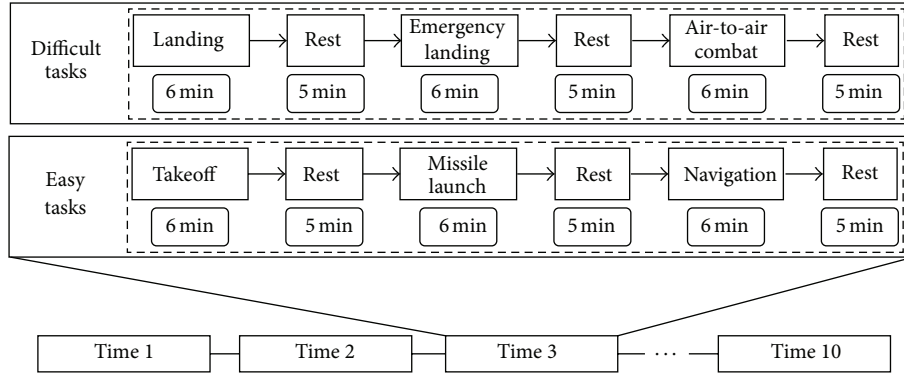 Difficult
tasks
Landing
Rest
Emergency
landing
Rest
Air-to-air
combat
Rest
6 min
5 min
6 min
5 min
6 min
5 min
Easy
tasks
Takeoff
Rest
Missile
launch
Rest
Navigation
Rest
6 min
5 min
6 min
5 min
6 min
5 min
Time 1
Time 2
Time 3
...
Time 10